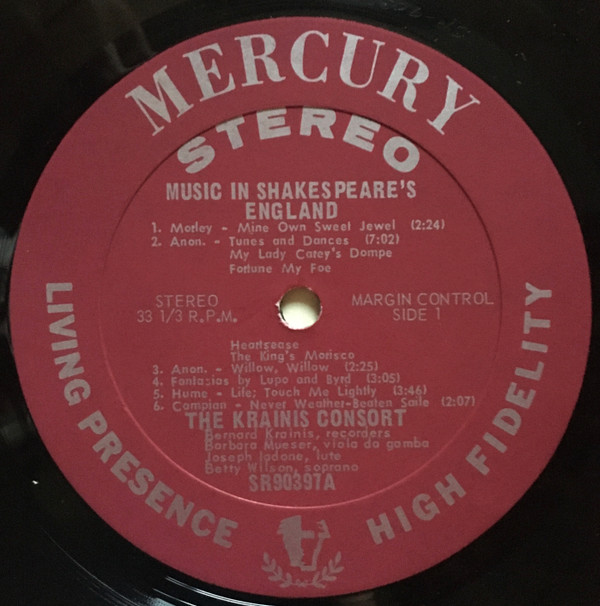 MERCURY
STEREO
MUSIC IN SHAKESPEARE'S
ENGLAND
1. Morley - Mine Own Sweet Jewel (2:24)
2. Anon. - Tunes and Dances (7:02)
My Lady Carey's Dompe
Fortune My Foe
STEREO
33 1/3 R.P.M.
MARGIN CONTROL
SIDE 1
Heartsease
The King's Morisco
3. Anon. - Willow, Willow (2:25)
4. Fantasias by Lupo and Byrd (3:05)
5. Hume - Life; Touch Me Lightly (3:46)
6. Campian - Never Weather-Beaten Saile (2:07)
THE KRAINIS CONSORT
Bernard Krainis, recorders
Barbara Mueser, viola da gamba
Joseph Iadone, lute
Betty Wilson, soprano
SR90397A
LIVING PRESENCE
HIGH FIDELITY